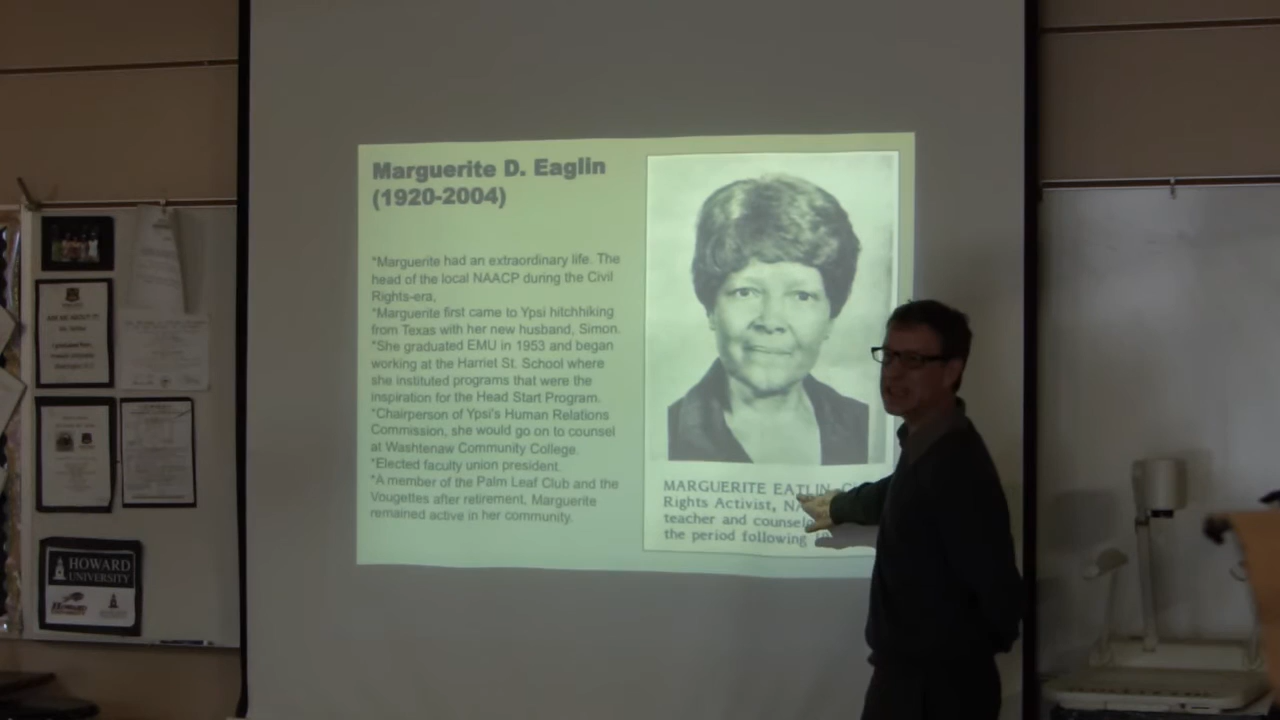 Marguerite D. Eaglin
(1920-2004)
*Marguerite had an extraordinary life. The
head of the local NAACP during the Civil
Rights-era,
*Marguerite first came to Ypsi hitchhiking
from Texas with her new husband, Simon.
*She graduated EMU in 1953 and began
working at the Harriet St. School where
she instituted programs that were the
inspiration for the Head Start Program.
*Chairperson of Ypsi's Human Relations
Commission, she would go on to counsel
at Washtenaw Community College.
*Elected faculty union president.
*A member of the Palm Leaf Club and the
Vougettes after retirement, Marguerite
remained active in her community.
MARGUERITE EATLIN
Rights Activist,
teacher and
the period following
HOWARD
UNIVERSITY